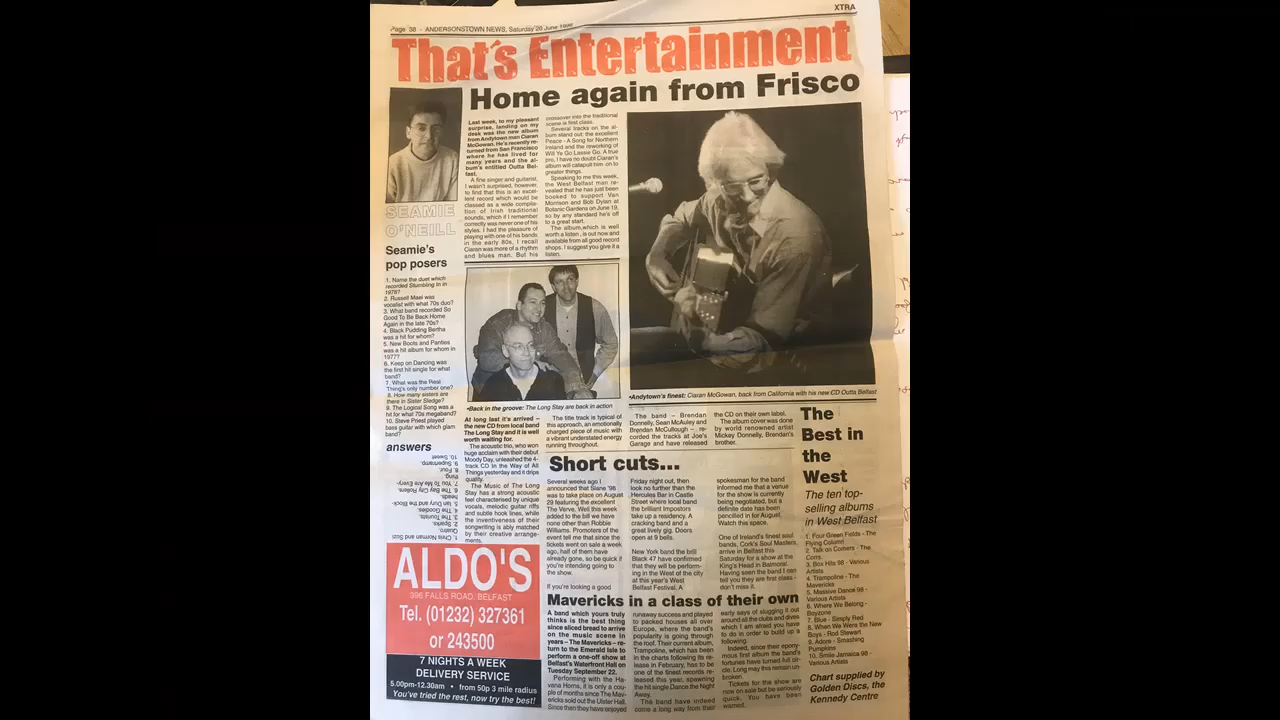 XTRA
Page 38 - ANDERSONSTOWN NEWS, Saturday 20 June 1998
That's Entertainment
Home again from Frisco
SEAMIE
O'NEILL
Seamie's
pop posers
1. Name the duet which
recorded Stumbling In in
1978?
2. Russell Mael was
vocalist with what 70s duo?
3. What band recorded So
Good To Be Back Home
Again in the late 70s?
4. Black Pudding Bertha
was a hit for whom?
5. New Boots and Panties
was a hit album for whom in
1977?
6. Keep on Dancing was
the first hit single for what
band?
7. What was the Real
Thing's only number one?
8. How many sisters are
there in Sister Sledge?
9. The Logical Song was a
hit for what 70s megaband?
10. Steve Priest played
bass guitar with which glam
band?
answers
1. Chris Norman and Suzi
Quatro.
2. Sparks.
3. The Tourists.
4. The Goodies.
5. Ian Dury and the Block-
heads.
6. The Bay City Rollers.
7. You To Me Are Every-
thing.
8. Four.
9. Supertramp.
10. Sweet.
Last week, to my pleasant
surprise, landing on my
desk was the new album
from Andytown man Ciaran
McGowan. He's recently re-
turned from San Francisco
where he has lived for
many years and the al-
bum's entitled Outta Bel-
fast.
A fine singer and guitarist,
I wasn't surprised, however,
to find that this is an excel-
lent record which would be
classed as a wide compila-
tion of Irish traditional
sounds, which if I remember
correctly was never one of his
styles. I had the pleasure of
playing with one of his bands
in the early 80s, I recall
Ciaran was more of a rhythm
and blues man. But his
crossover into the traditional
scene is first class.
Several tracks on the al-
bum stand out; the excellent
Peace - A Song for Northern
Ireland and the reworking of
Will Ye Go Lassie Go. A true
pro, I have no doubt Ciaran's
album will catapult him on to
greater things.
Speaking to me this week,
the West Belfast man re-
vealed that he has just been
booked to support Van
Morrison and Bob Dylan at
Botanic Gardens on June 19,
so by any standard he's off
to a great start.
The album,which is well
worth a listen, is out now and
available from all good record
shops. I suggest you give it a
listen.
•Back in the groove: The Long Stay are back in action
•Andytown's finest: Ciaran McGowan, back from California with his new CD Outta Belfast
At long last it's arrived –
the new CD from local band
The Long Stay and it is well
worth waiting for.
The acoustic trio, who won
huge acclaim with their debut
Moody Day, unleashed the 4-
track CD In the Way of All
Things yesterday and it drips
quality.
The Music of The Long
Stay has a strong acoustic
feel characterised by unique
vocals, melodic guitar riffs
and subtle hook lines, while
the inventiveness of their
songwriting is ably matched
by their creative arrange-
ments.
The title track is typical of
this approach, an emotionally
charged piece of music with
a vibrant understated energy
running throughout.
The band – Brendan
Donnelly, Sean McAuley and
Brendan McCullough – re-
corded the tracks at Joe's
Garage and have released
the CD on their own label.
The album cover was done
by world renowned artist
Mickey Donnelly, Brendan's
brother.
Short cuts...
Several weeks ago I
announced that Slane '98
was to take place on August
29 featuring the excellent
The Verve. Well this week
added to the bill we have
none other than Robbie
Williams. Promoters of the
event tell me that since the
tickets went on sale a week
ago, half of them have
already gone, so be quick if
you're intending going to
the show.
If you're looking a good
Friday night out, then
look no further than the
Hercules Bar in Castle
Street where local band
the brilliant Impostors
take up a residency. A
cracking band and a
great lively gig. Doors
open at 9 bells.
New York band the brill
Black 47 have confirmed
that they will be perform-
ing in the West of the city
at this year's West
Belfast Festival. A
spokesman for the band
informed me that a venue
for the show is currently
being negotiated, but a
definite date has been
pencilled in for August.
Watch this space.
One of Ireland's finest soul
bands, Cork's Soul Masters,
arrive in Belfast this
Saturday for a show at the
King's Head in Balmoral.
Having seen the band I can
tell you they are first class -
don't miss it.
Mavericks in a class of their own
A band which yours truly
thinks is the best thing
since sliced bread to arrive
on the music scene in
years – The Mavericks – re-
turn to the Emerald Isle to
perform a one-off show at
Belfast's Waterfront Hall on
Tuesday September 22.
Performing with the Ha-
vana Horns, it is only a cou-
ple of months since The Mav-
ericks sold out the Ulster Hall.
Since then they have enjoyed
runaway success and played
to packed houses all over
Europe, where the band's
popularity is going through
the roof. Their current album,
Trampoline, which has been
in the charts following its re-
lease in February, has to be
one of the finest records re-
leased this year, spawning
the hit single Dance the Night
Away.
The band have indeed
come a long way from their
early says of slugging it out
around all the clubs and dives
which I am afraid you have
to do in order to build up a
following.
Indeed, since their epony-
mous first album the band's
fortunes have turned full cir-
cle. Long may this remain un-
broken.
Tickets for the show are
now on sale but be seriously
quick. You have been
warned.
The
Best in
the
West
The ten top-
selling albums
in West Belfast
1. Four Green Fields - The
Flying Column
2. Talk on Corners - The
Corrs.
3. Box Hits 98 - Various
Artists
4. Trampoline - The
Mavericks
5. Massive Dance 99 -
Various Artists
6. Where We Belong -
Boyzone
7. Blue - Simply Red
8. When We Were the New
Boys - Rod Stewart
9. Adore - Smashing
Pumpkins
10. Smile Jamaica 98 -
Various Artists
Chart supplied by
Golden Discs, the
Kennedy Centre
ALDO'S
396 FALLS ROAD, BELFAST
Tel. (01232) 327361
or 243500
7 NIGHTS A WEEK
DELIVERY SERVICE
5.00pm-12.30am • from 50p 3 mile radius
You've tried the rest, now try the best!